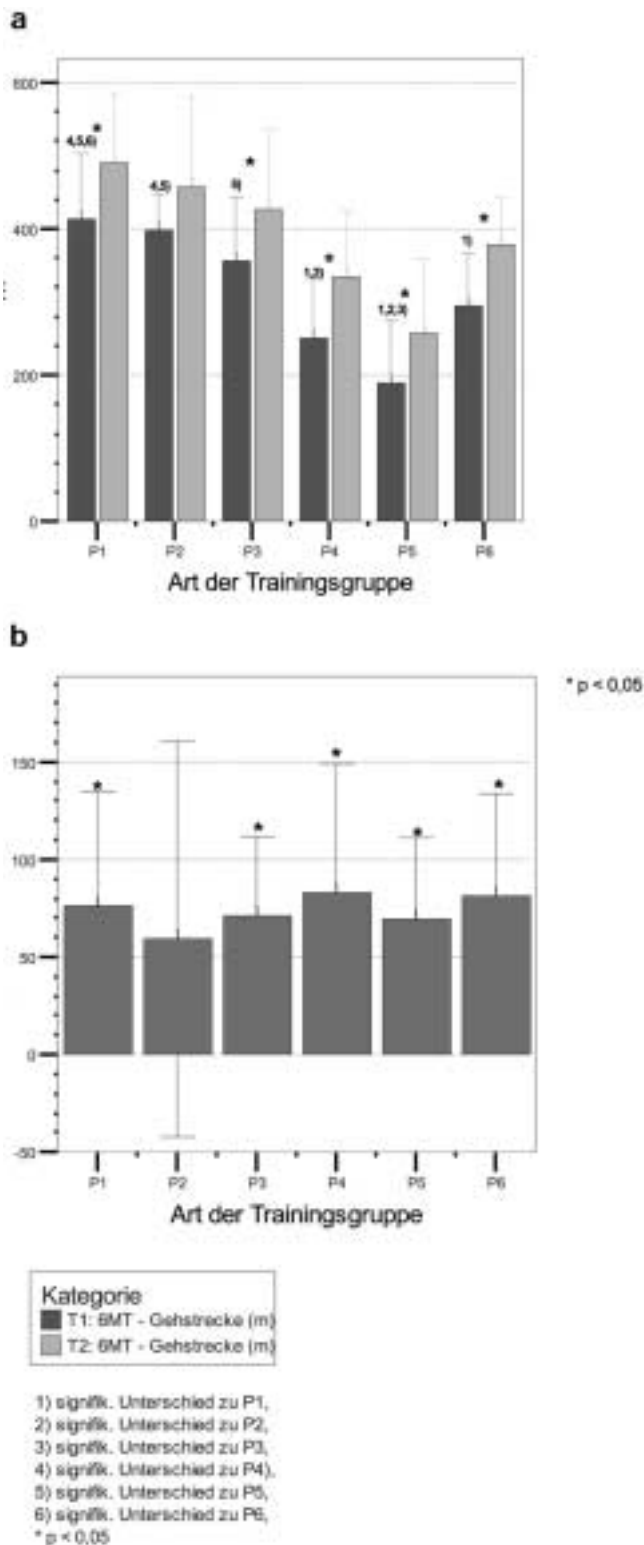 a
600
400
200
0
4,5,6) *
4,5)
5) *
1,2) *
1,2,3) *
1) *
P1 P2 P3 P4 P5 P6
Art der Trainingsgruppe
b
* p < 0,05
150
100
50
0
-50
* * * * *
P1 P2 P3 P4 P5 P6
Art der Trainingsgruppe
Kategorie
T1: 6MT - Gehstrecke (m)
T2: 6MT - Gehstrecke (m)
1) signifik. Unterschied zu P1,
2) signifik. Unterschied zu P2,
3) signifik. Unterschied zu P3,
4) signifik. Unterschied zu P4),
5) signifik. Unterschied zu P5,
6) signifik. Unterschied zu P6,
* p < 0,05